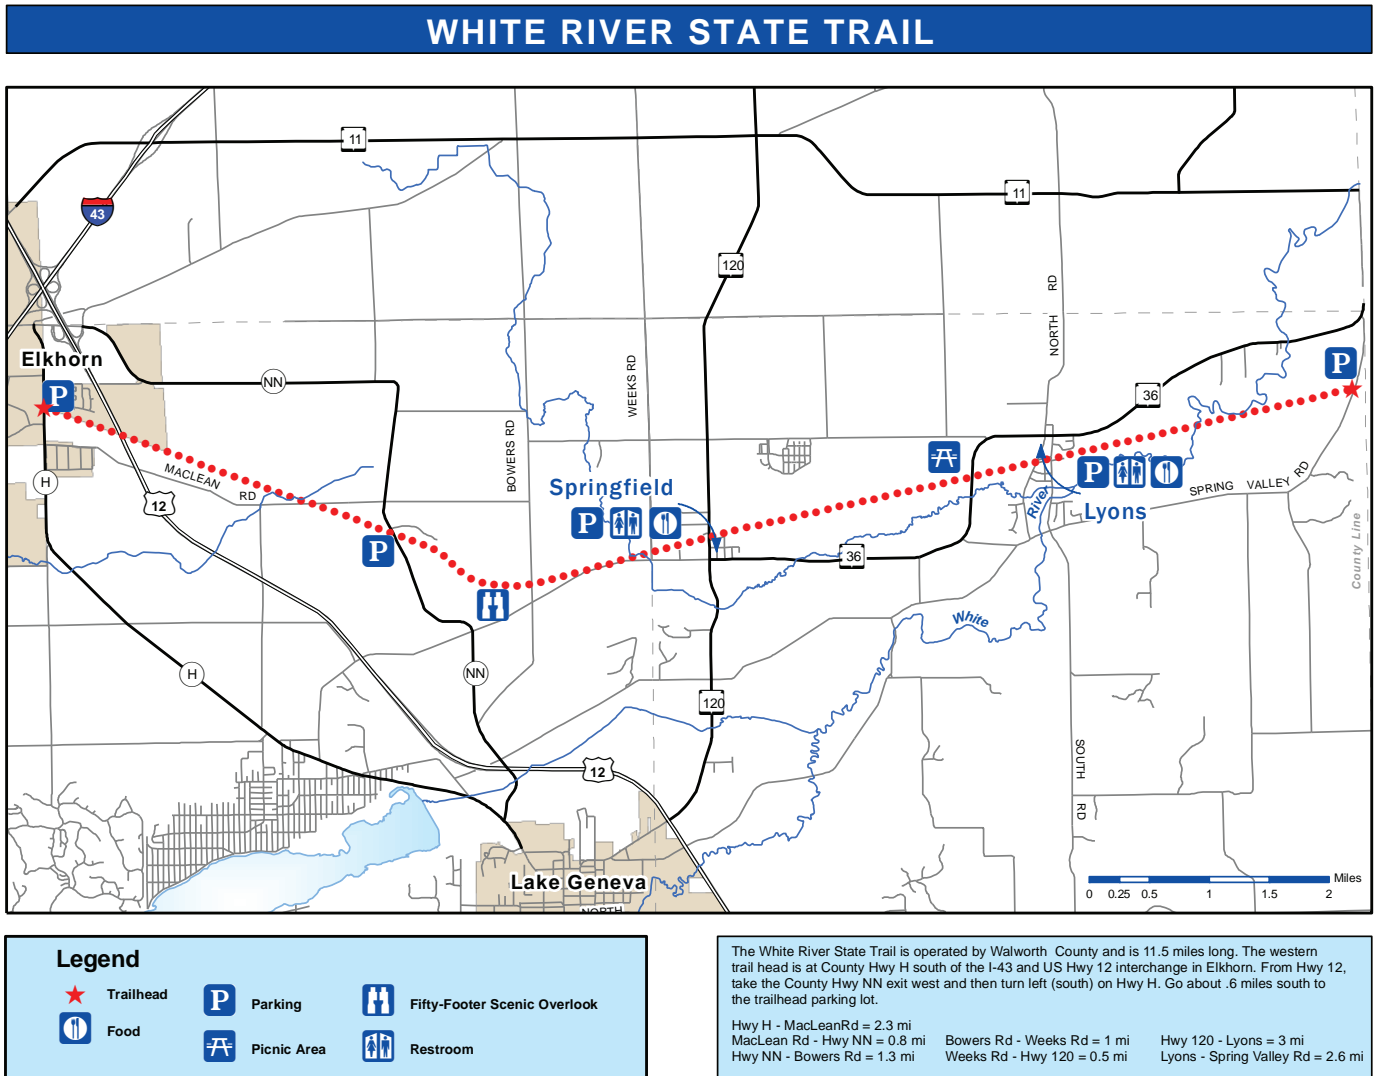 WHITE RIVER STATE TRAIL
11
11
43
120
NORTH RD
Elkhorn
P
NN
WEEKS RD
36
P
BOWERS RD
MACLEAN RD
H
12
Springfield
P
P
River
Lyons
SPRING VALLEY RD
County Line
P
36
White
H
NN
120
12
SOUTH RD
Lake Geneva
NORTH
Miles
0 0.25 0.5 1 1.5 2
Legend
Trailhead
Food
P Parking
Picnic Area
Fifty-Footer Scenic Overlook
Restroom
The White River State Trail is operated by Walworth County and is 11.5 miles long. The western
trail head is at County Hwy H south of the I-43 and US Hwy 12 interchange in Elkhorn. From Hwy 12,
take the County Hwy NN exit west and then turn left (south) on Hwy H. Go about .6 miles south to
the trailhead parking lot.
Hwy H - MacLeanRd = 2.3 mi
MacLean Rd - Hwy NN = 0.8 mi Bowers Rd - Weeks Rd = 1 mi Hwy 120 - Lyons = 3 mi
Hwy NN - Bowers Rd = 1.3 mi Weeks Rd - Hwy 120 = 0.5 mi Lyons - Spring Valley Rd = 2.6 mi